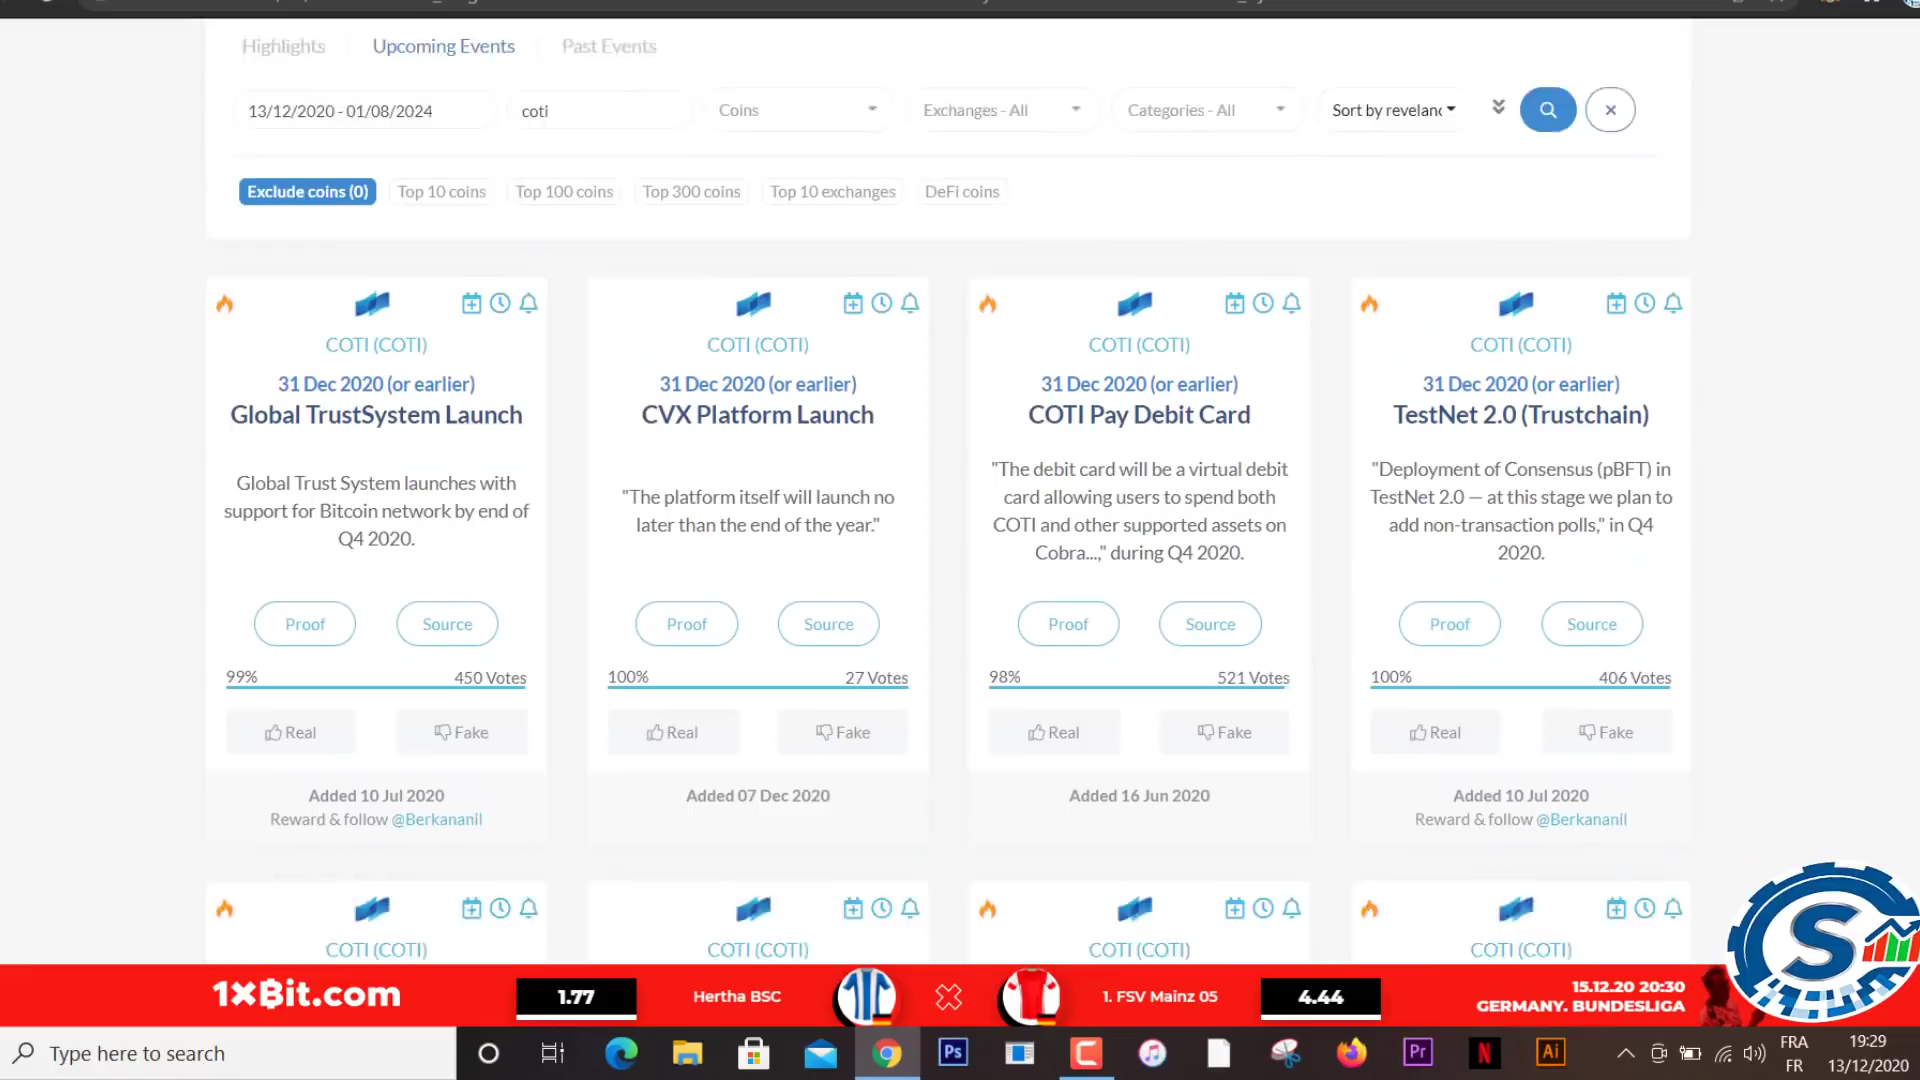 Highlights
Upcoming Events
Past Events
13/12/2020 - 01/08/2024
coti
Coins
Exchanges - All
Categories - All
Sort by revelanc
Exclude coins (0)
Top 10 coins
Top 100 coins
Top 300 coins
Top 10 exchanges
DeFi coins
COTI (COTI)
31 Dec 2020 (or earlier)
Global TrustSystem Launch
Global Trust System launches with
support for Bitcoin network by end of
Q4 2020.
Proof
Source
99%
450 Votes
Real
Fake
Added 10 Jul 2020
Reward & follow @Berkananil
COTI (COTI)
31 Dec 2020 (or earlier)
CVX Platform Launch
"The platform itself will launch no
later than the end of the year."
Proof
Source
100%
27 Votes
Real
Fake
Added 07 Dec 2020
COTI (COTI)
31 Dec 2020 (or earlier)
COTI Pay Debit Card
"The debit card will be a virtual debit
card allowing users to spend both
COTI and other supported assets on
Cobra...," during Q4 2020.
Proof
Source
98%
521 Votes
Real
Fake
Added 16 Jun 2020
COTI (COTI)
31 Dec 2020 (or earlier)
TestNet 2.0 (Trustchain)
"Deployment of Consensus (pBFT) in
TestNet 2.0 — at this stage we plan to
add non-transaction polls," in Q4
2020.
Proof
Source
100%
406 Votes
Real
Fake
Added 10 Jul 2020
Reward & follow @Berkananil
COTI (COTI)
COTI (COTI)
COTI (COTI)
COTI (COTI)
1xBit.com
1.77
Hertha BSC
1. FSV Mainz 05
4.44
15.12.20 20:30
GERMANY. BUNDESLIGA
S
Type here to search
Ps
Pr
N
Ai
FRA
FR
19:29
13/12/2020